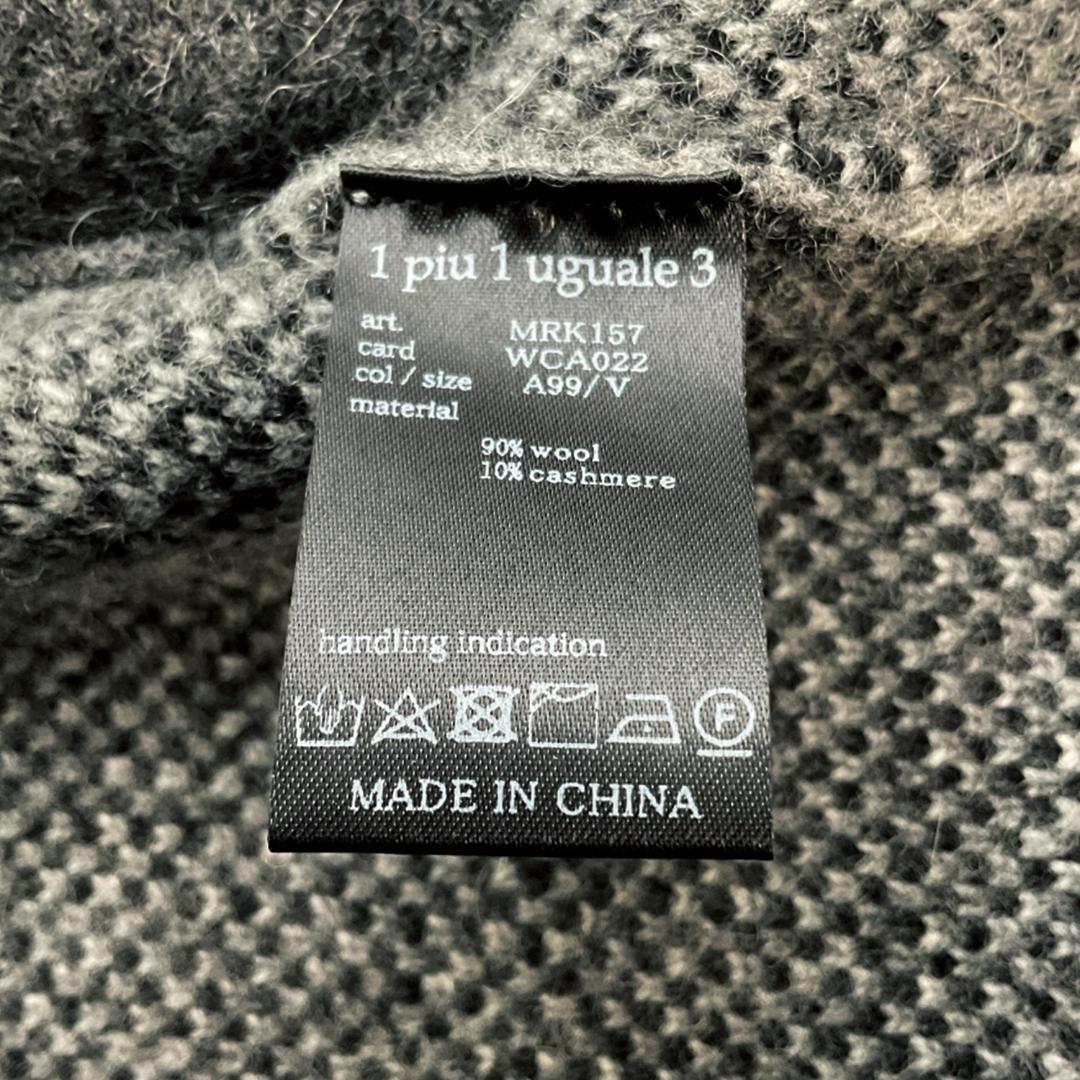 1 piu 1 uguale 3
art. MRK157
card WCA022
col / size A99/V
material
90% wool
10% cashmere
handling indication
F
MADE IN CHINA